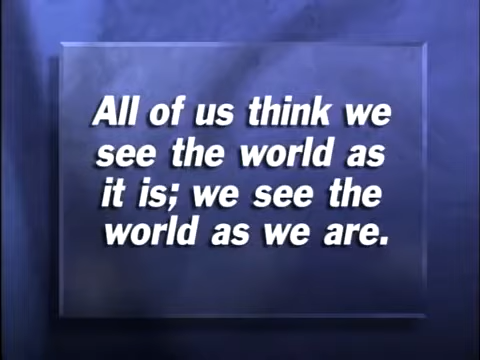 All of us think we
see the world as
it is; we see the
world as we are.